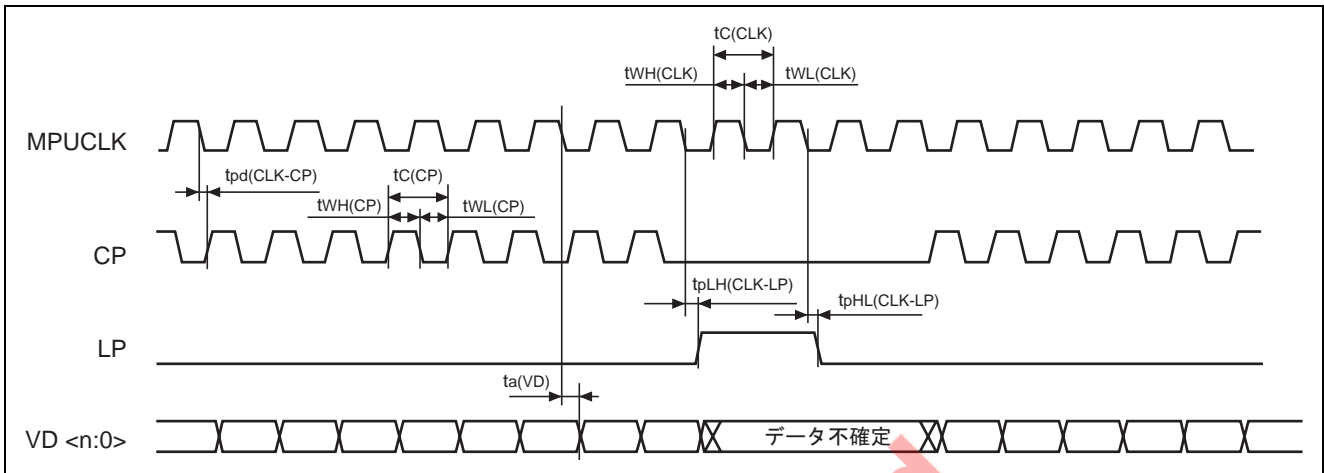 tC(CLK)
tWH(CLK) tWL(CLK)
MPUCLK
tpd(CLK-CP) tC(CP)
tWH(CP) tWL(CP)
CP
tpLH(CLK-LP) tpHL(CLK-LP)
LP
ta(VD)
VD <n:0> データ不確定